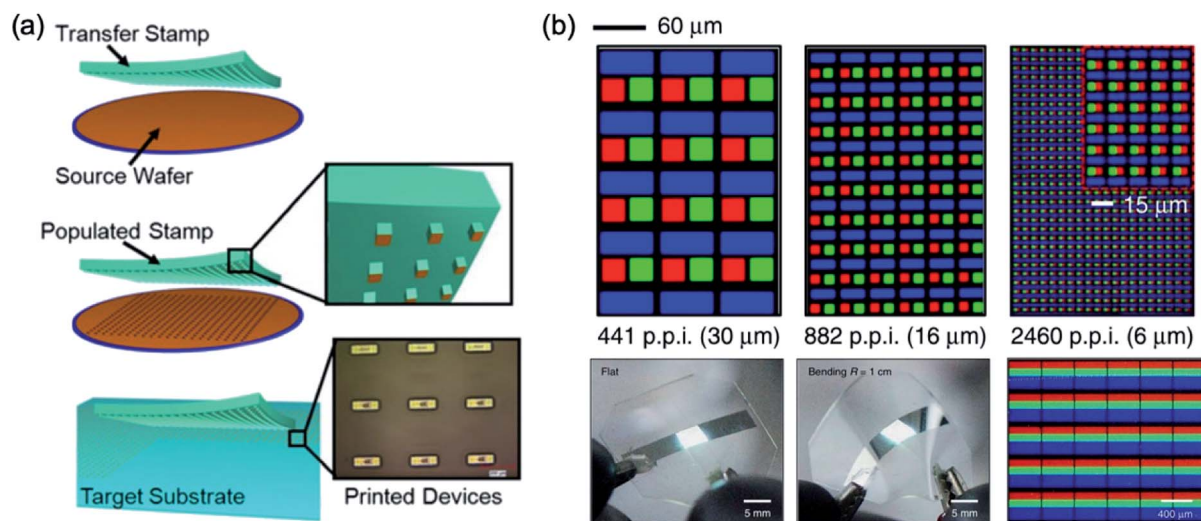 (a)
Transfer Stamp
Source Wafer
Populated Stamp
Target Substrate
Printed Devices
(b)
60 μm
15 μm
441 p.p.i. (30 μm)
882 p.p.i. (16 μm)
2460 p.p.i. (6 μm)
Flat
5 mm
Bending R = 1 cm
5 mm
400 μm